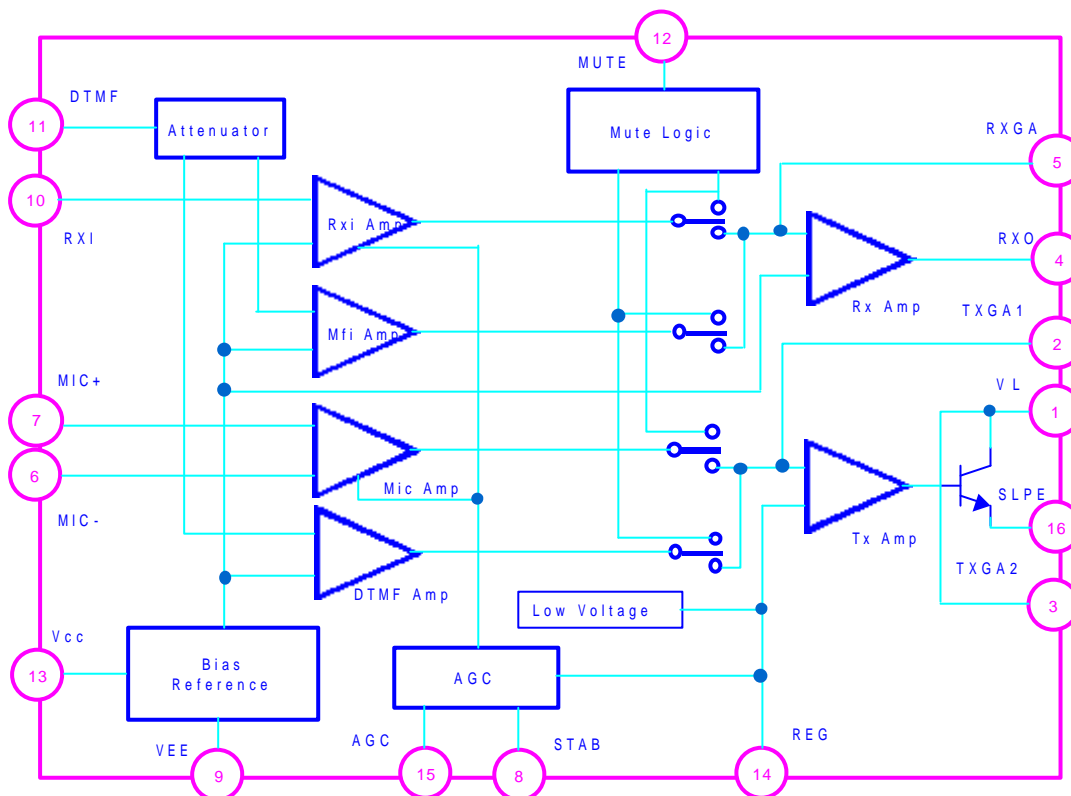 12
MUTE
DTMF
11
Attenuator
Mute Logic
RXGA
5
10
RXI
Rxi Amp
RXO
4
Rx Amp
TXGA1
2
Mfi Amp
MIC+
7
VL
1
6
MIC-
Mic Amp
SLPE
16
Tx Amp
TXGA2
3
DTMF Amp
Low Voltage
Vcc
13
Bias
Reference
AGC
VEE
9
AGC
15
STAB
8
REG
14